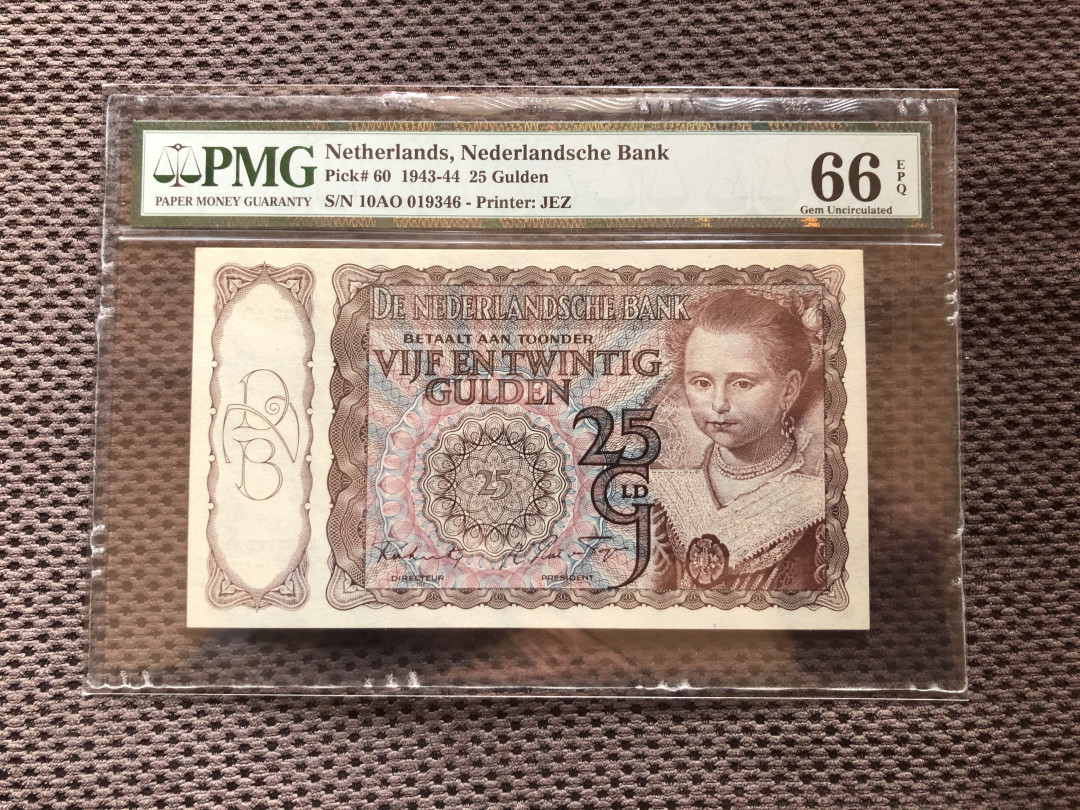 PMG
PAPER MONEY GUARANTY
Netherlands, Nederlandsche Bank
Pick# 60 1943-44 25 Gulden
S/N 10AO 019346 - Printer: JEZ
66
Gem Uncirculated
EPQ
DE NEDERLANDSCHE BANK
BETAALT AAN TOONDER
VIJF EN TWINTIG
GULDEN
25
GLD
25
DNB
DIRECTEUR
PRESIDENT